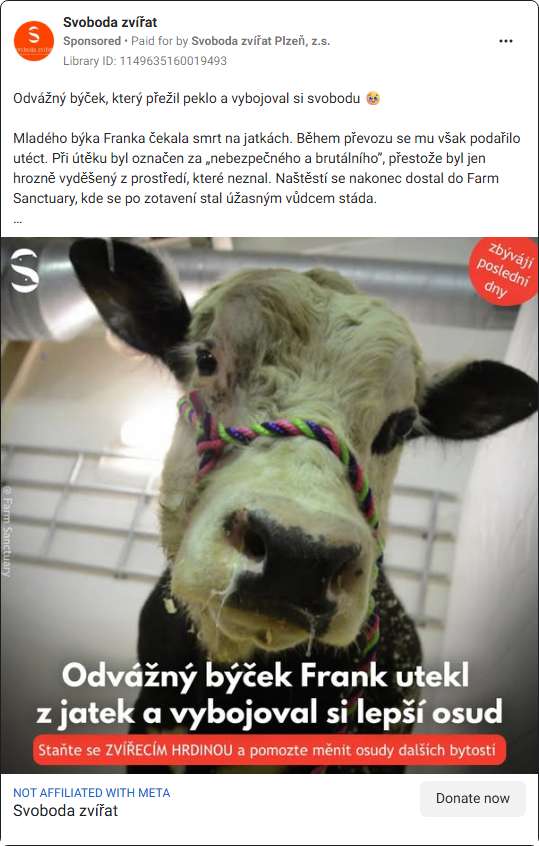 Svoboda zvířat
Sponsored • Paid for by Svoboda zvířat Plzeň, z.s.
Library ID: 1149635160019493
Odvážný býček, který přežil peklo a vybojoval si svobodu 🥹
Mladého býka Franka čekala smrt na jatkách. Během převozu se mu však podařilo
utéct. Při útěku byl označen za „nebezpečného a brutálního”, přestože byl jen
hrozně vyděšený z prostředí, které neznal. Naštěstí se nakonec dostal do Farm
Sanctuary, kde se po zotavení stal úžasným vůdcem stáda.
...
zbývají
poslední
dny
@ Farm Sanctuary
Odvážný býček Frank utekl
z jatek a vybojoval si lepší osud
Staňte se ZVÍŘECÍM HRDINOU a pomozte měnit osudy dalších bytostí
NOT AFFILIATED WITH META
Svoboda zvířat
Donate now